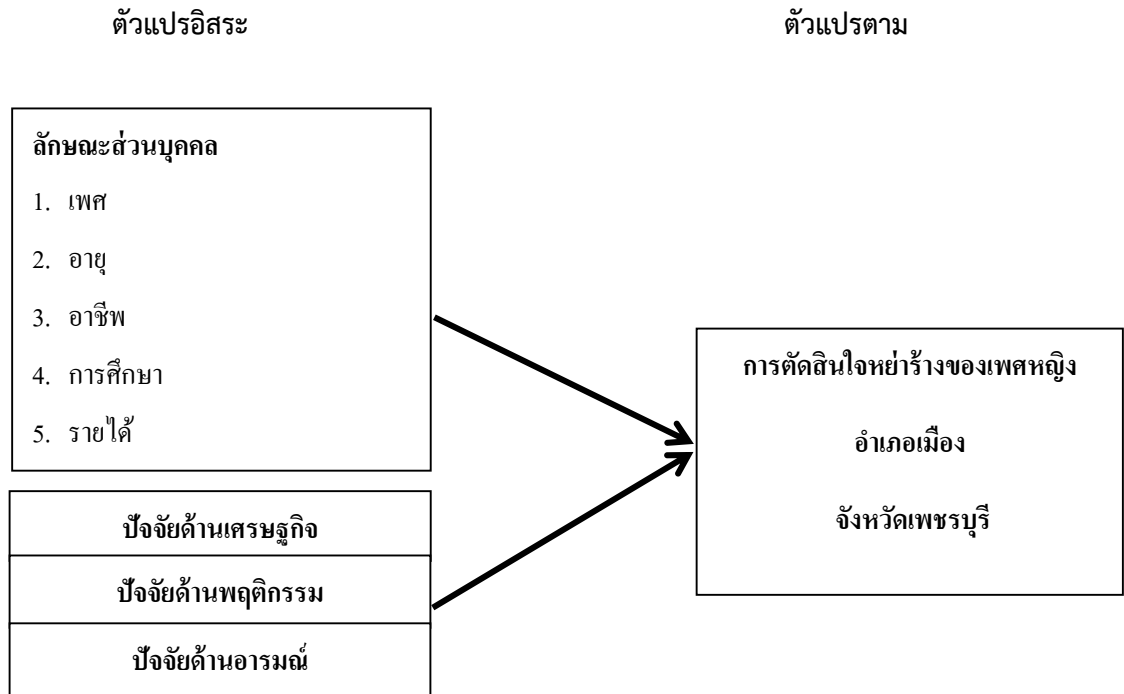 ตัวแปรอิสระ
ตัวแปรตาม
ลักษณะส่วนบุคคล
1. เพศ
2. อายุ
3. อาชีพ
4. การศึกษา
5. รายได้
ปัจจัยด้านเศรษฐกิจ
ปัจจัยด้านพฤติกรรม
ปัจจัยด้านอารมณ์
การตัดสินใจหย่าร้างของเพศหญิง
อำเภอเมือง
จังหวัดเพชรบุรี